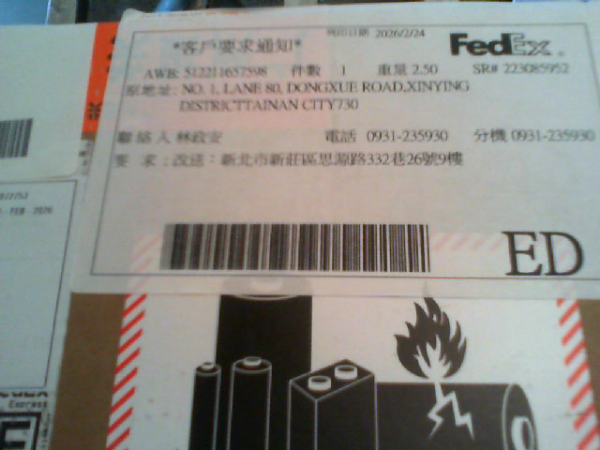 *客戶要求通知*
列印日期 2026/2/24
FedEx®
AWB: 512211657598 件數 1 重量 2.50 SR# 223085952
原地址: NO. 1, LANE 80, DONGXUE ROAD,XINYING
DISTRICTTAINAN CITY730
聯絡人 林政安 電話 0931-235930 分機 0931-235930
要 求 : 改送：新北市新莊區思源路332巷26號9樓
ED
FEB - 2026
Express